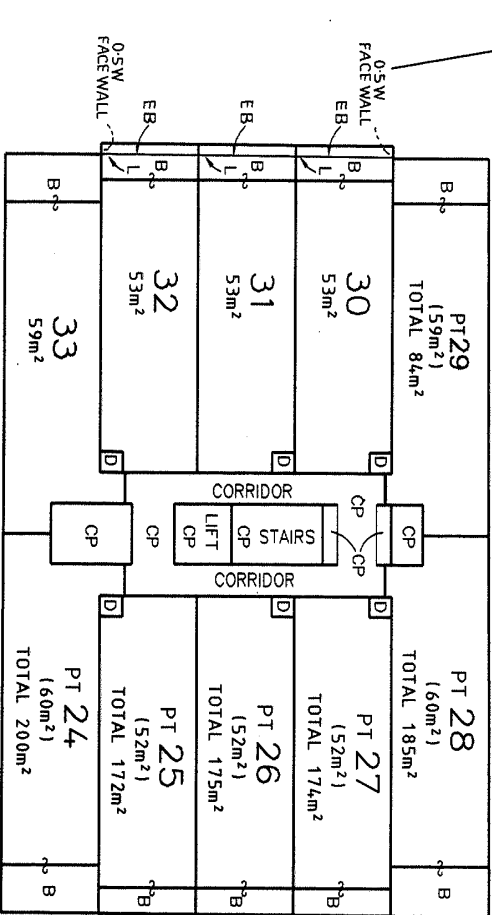 0·5W
FACE WALL
EB
EB
EB
0·5W
FACE WALL
B
B
L
B
L
B
L
B
PT 29
(59m²)
TOTAL 84m²
30
53m²
31
53m²
32
53m²
33
59m²
D
D
D
CORRIDOR
CP
CP
STAIRS
CP
LIFT
CP
CP
CP
CP
CORRIDOR
D
D
D
PT 28
(60m²)
TOTAL 185m²
PT 27
(52m²)
TOTAL 174m²
PT 26
(52m²)
TOTAL 175m²
PT 25
(52m²)
TOTAL 172m²
PT 24
(60m²)
TOTAL 200m²
B
B
B
B
B